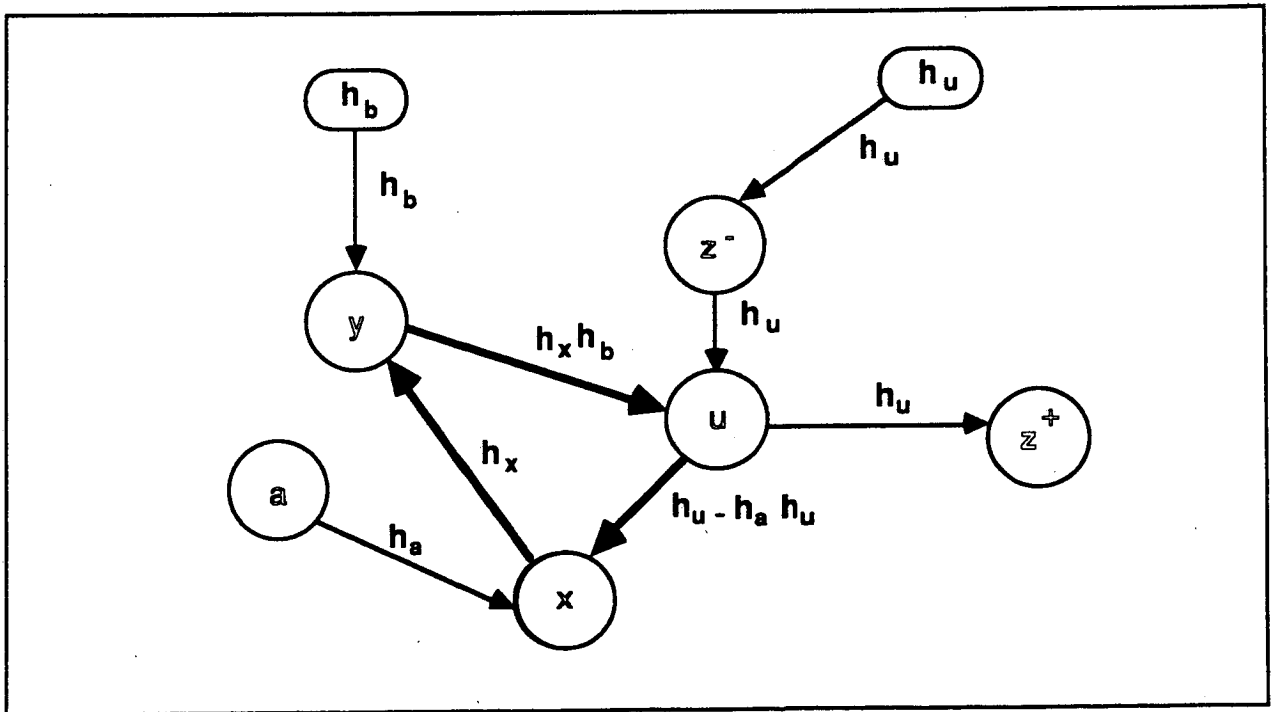 h_b
h_u
h_u
h_b
z^-
h_u
y
h_x h_b
h_u
u
z^+
h_x
a
h_u - h_a h_u
h_a
x